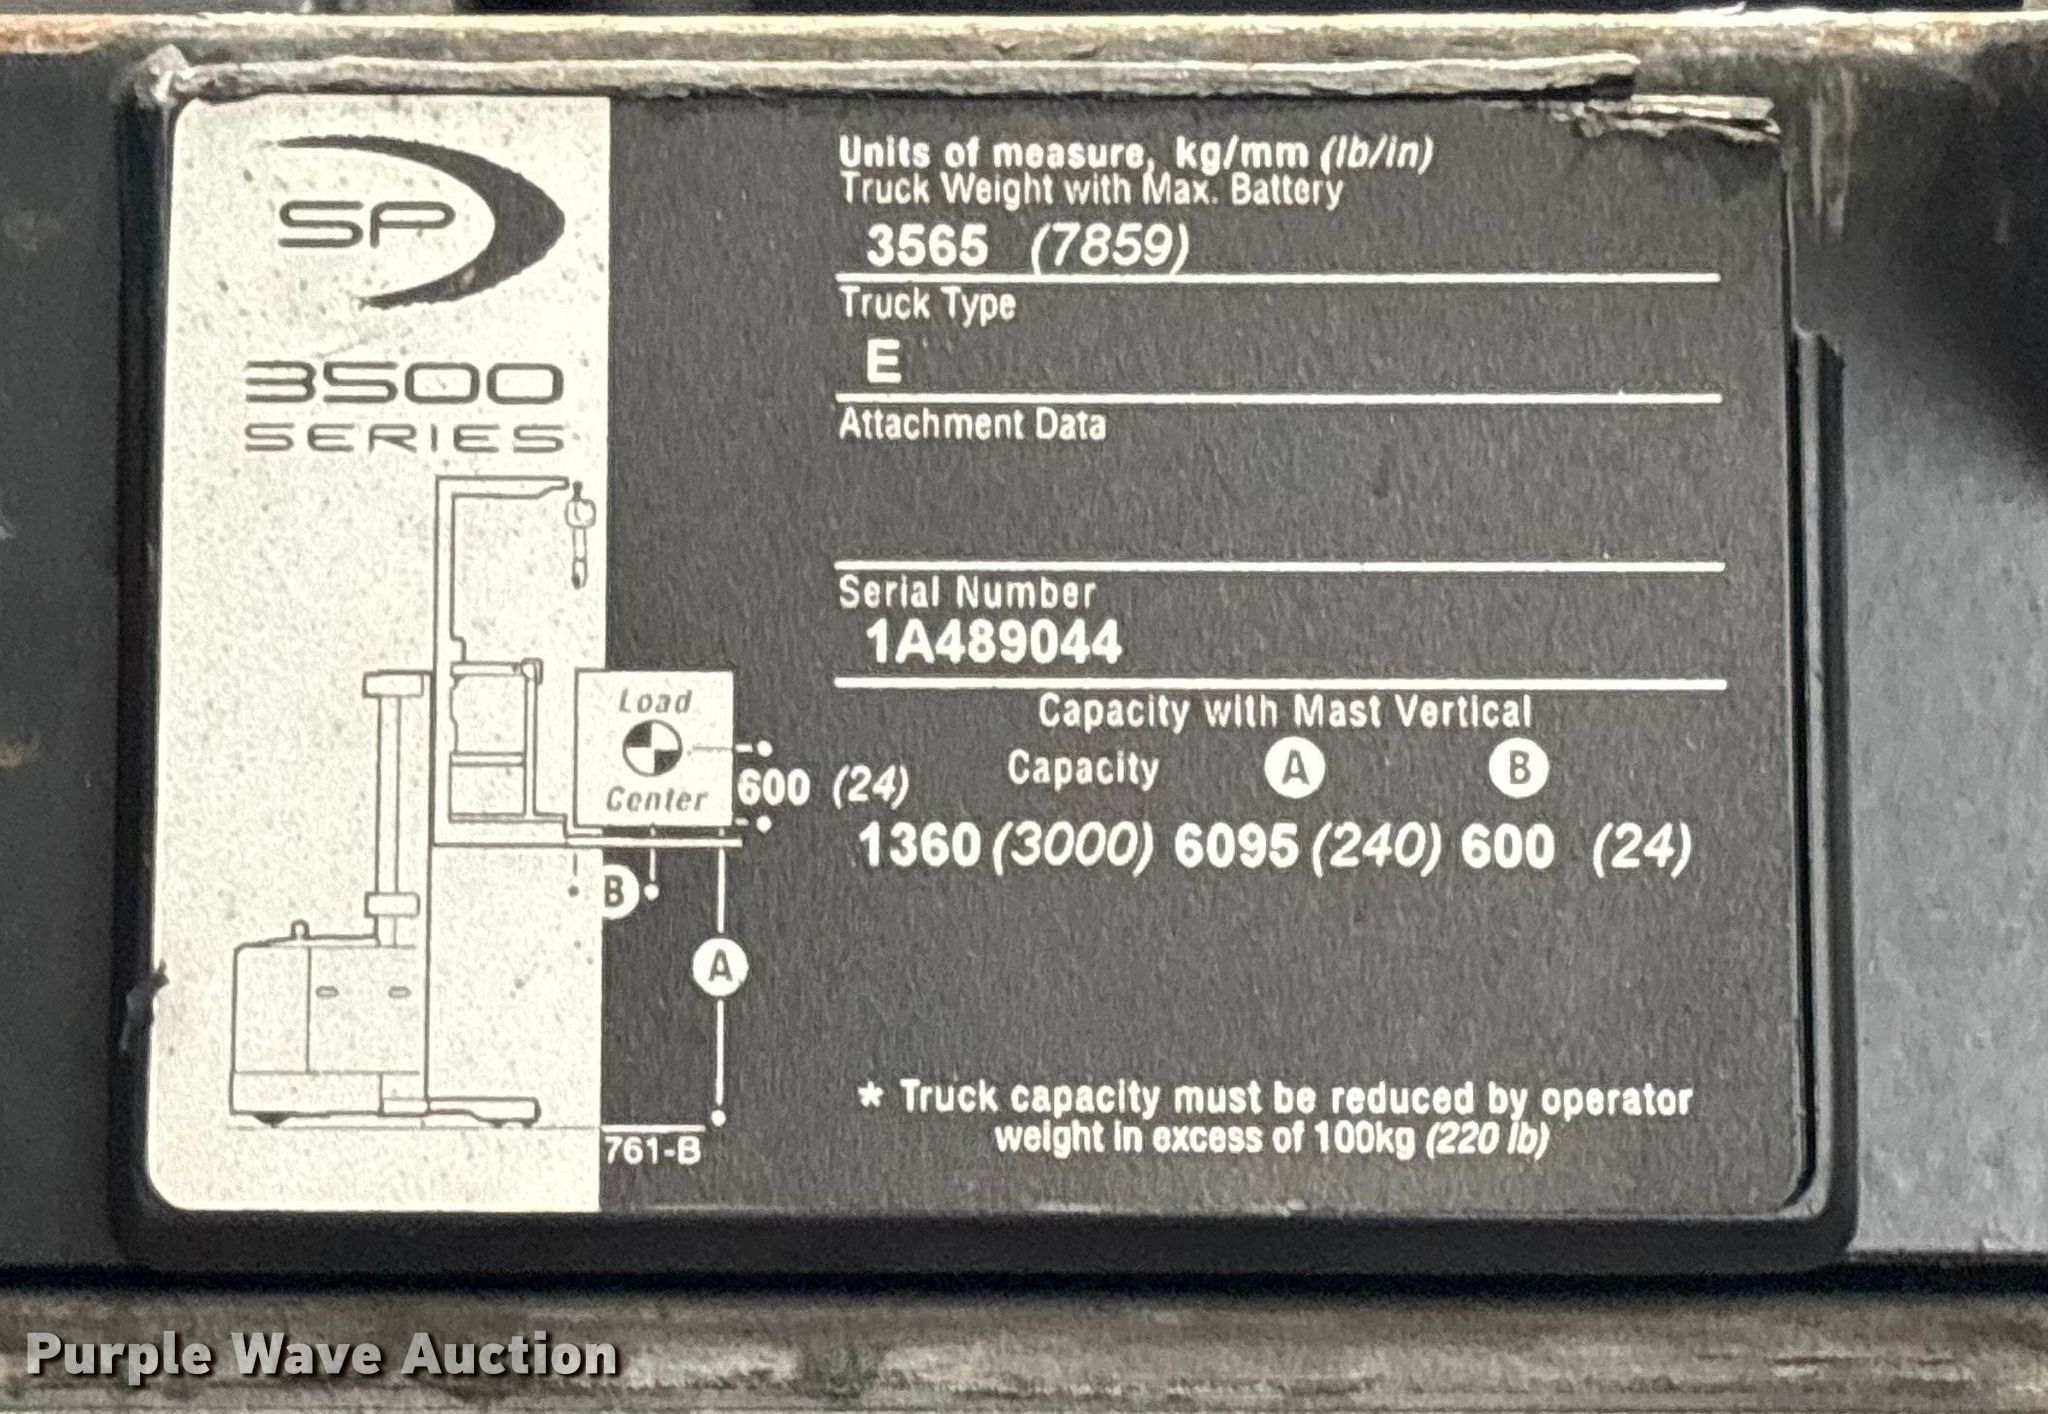 SP
3500
SERIES
Units of measure, kg/mm (lb/in)
Truck Weight with Max. Battery
3565 (7859)
Truck Type
E
Attachment Data
Serial Number
1A489044
Capacity with Mast Vertical
Capacity A B
1360 (3000) 6095 (240) 600 (24)
Load
Center
600 (24)
B
A
761-B
* Truck capacity must be reduced by operator
weight in excess of 100kg (220 lb)
Purple Wave Auction